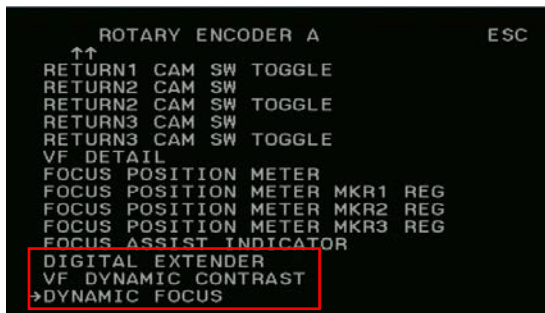 ROTARY ENCODER A ESC
↑↑
RETURN1 CAM SW TOGGLE
RETURN2 CAM SW
RETURN2 CAM SW TOGGLE
RETURN3 CAM SW
RETURN3 CAM SW TOGGLE
VF DETAIL
FOCUS POSITION METER
FOCUS POSITION METER MKR1 REG
FOCUS POSITION METER MKR2 REG
FOCUS POSITION METER MKR3 REG
FOCUS ASSIST INDICATOR
DIGITAL EXTENDER
VF DYNAMIC CONTRAST
→DYNAMIC FOCUS